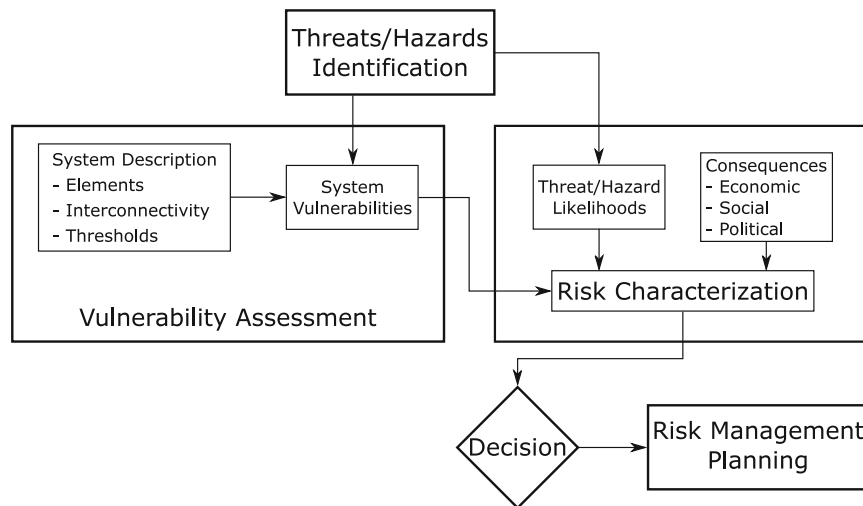 Threats/Hazards
Identification
System Description
- Elements
- Interconnectivity
- Thresholds
System
Vulnerabilities
Vulnerability Assessment
Threat/Hazard
Likelihoods
Consequences
- Economic
- Social
- Political
Risk Characterization
Decision
Risk Management
Planning